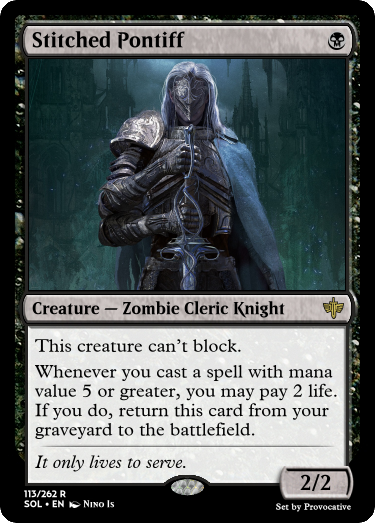 Stitched Pontiff
Creature — Zombie Cleric Knight
This creature can't block.
Whenever you cast a spell with mana
value 5 or greater, you may pay 2 life.
If you do, return this card from your
graveyard to the battlefield.
It only lives to serve.
2/2
113/262 R
SOL • EN Nino Is
Set by Provocative